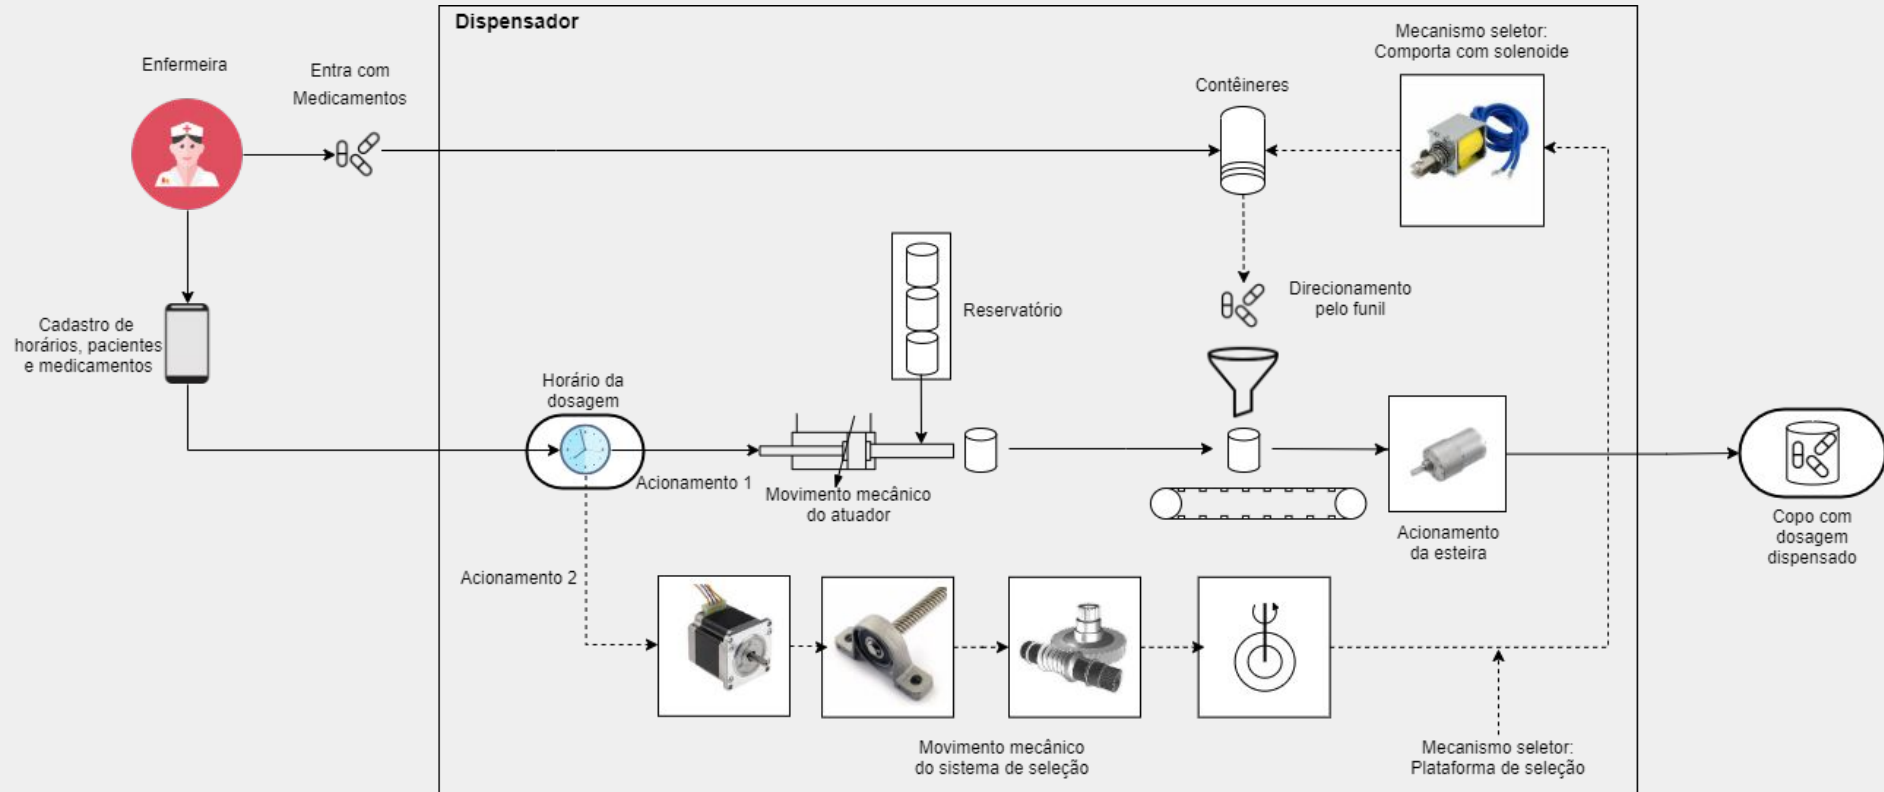 Dispensador
Enfermeira
Entra com
Medicamentos
Contêineres
Mecanismo seletor:
Comporta com solenoide
Reservatório
Direcionamento
pelo funil
Cadastro de
horários, pacientes
e medicamentos
Horário da
dosagem
Acionamento 1
Movimento mecânico
do atuador
Acionamento
da esteira
Copo com
dosagem
dispensado
Acionamento 2
Movimento mecânico
do sistema de seleção
Mecanismo seletor:
Plataforma de seleção